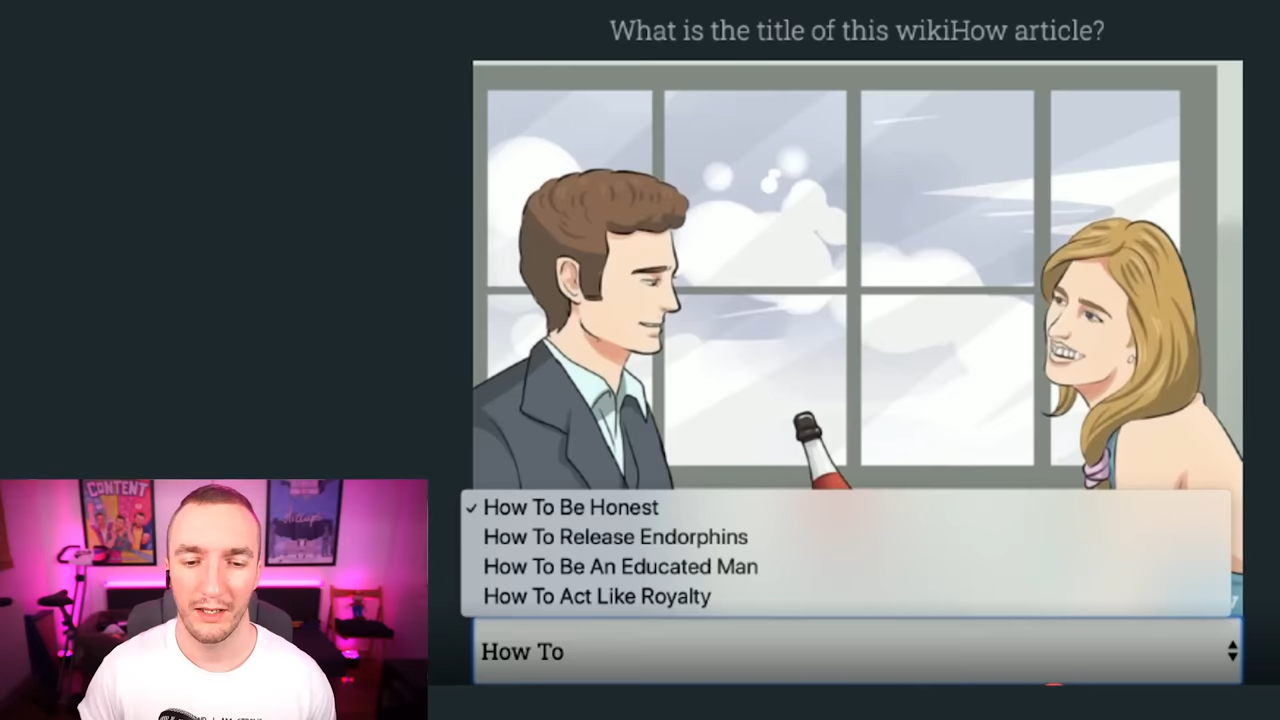 What is the title of this wikiHow article?
✓ How To Be Honest
How To Release Endorphins
How To Be An Educated Man
How To Act Like Royalty
How To
CONTENT